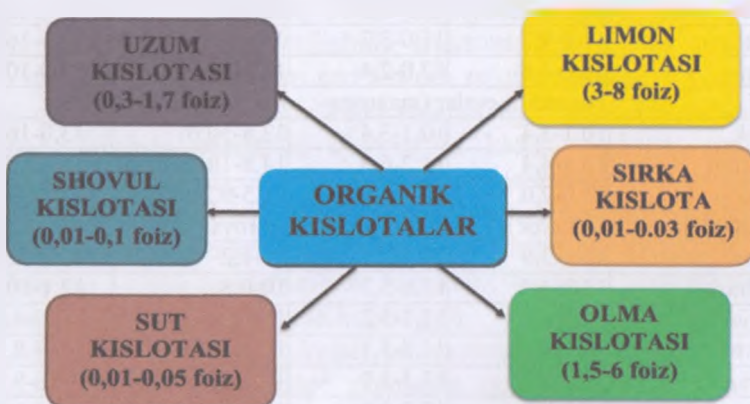 UZUM
KISLOTASI
(0,3-1,7 foiz)
LIMON
KISLOTASI
(3-8 foiz)
SHOVUL
KISLOTASI
(0,01-0,1 foiz)
ORGANIK
KISLOTALAR
SIRKA
KISLOTA
(0,01-0.03 foiz)
SUT
KISLOTASI
(0,01-0,05 foiz)
OLMA
KISLOTASI
(1,5-6 foiz)